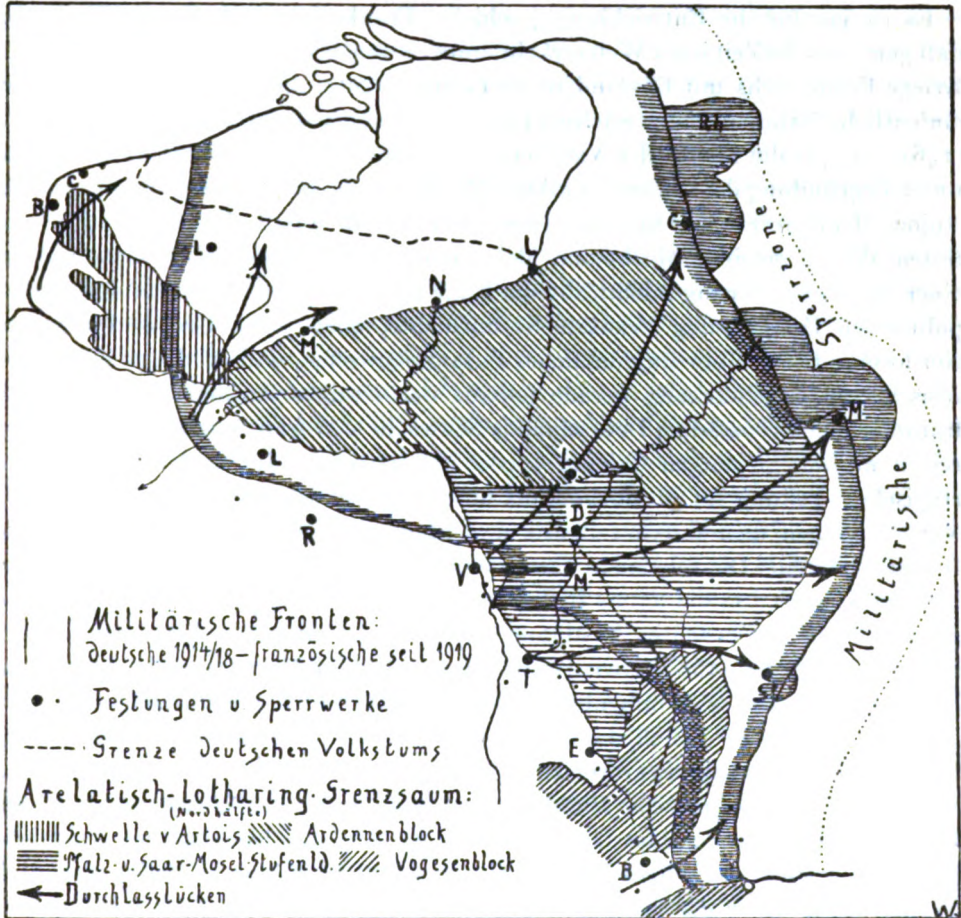 Rh
C
B
Sperrzone
C
L
L
N
M
M
L
L
D
R
V
M
Militärische
T
St
E
B
Militärische Fronten:
deutsche 1914/18 – französische seit 1919
Festungen u Sperrwerke
Grenze deutschen Volkstums
Arelatisch-lotharing. Grenzsaum:
(Nordhälfte)
Schwelle v Artois Ardennenblock
Pfalz- u. Saar-Mosel-Stufenld. Vogesenblock
Durchlasslücken
W